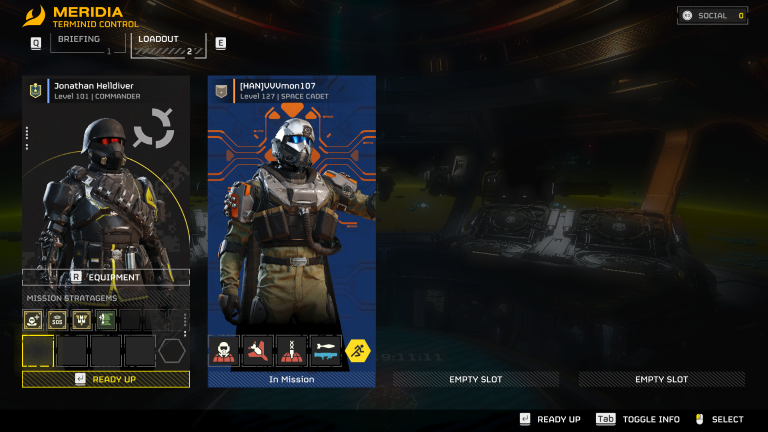 MERIDIA
TERMINID CONTROL
SOCIAL 0
Q
BRIEFING
1
LOADOUT
2
E
Jonathan Helldiver
Level 101 | COMMANDER
[HAN]VVVmon107
Level 127 | SPACE CADET
R EQUIPMENT
MISSION STRATAGEMS
SOS
READY UP
In Mission
EMPTY SLOT
EMPTY SLOT
READY UP
Tab TOGGLE INFO
SELECT